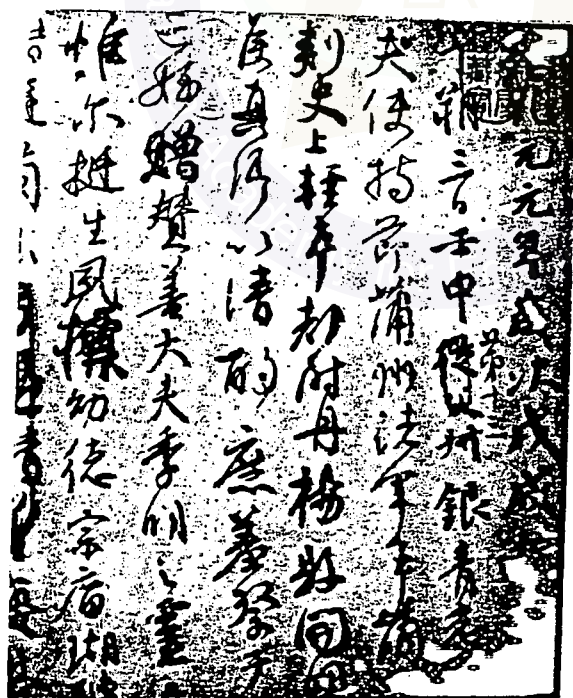 維乾元元年歲次戊戌
朔三日壬申第十三從父叔銀青光
夫使持節蒲州諸軍事蒲
刺史上輕車都尉丹楊縣開國
侯真卿以清酌庶羞祭于
亡姪贈贊善大夫季明之靈
惟爾挺生夙標幼德宗廟瑚